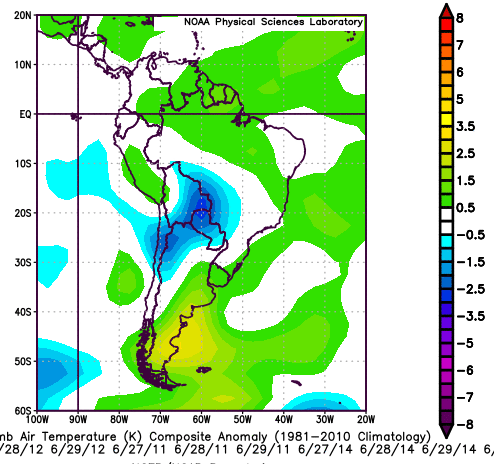 NOAA Physical Sciences Laboratory
20N
10N
EQ
10S
20S
30S
40S
50S
60S
100W 90W 80W 70W 60W 50W 40W 30W 20W
8
7
6
5
4
3.5
2.5
1.5
0.5
-0.5
-1.5
-2.5
-3.5
-4
-5
-6
-7
-8
Air Temperature (K) Composite Anomaly (1981-2010 Climatology)
/28/12 6/29/12 6/27/11 6/28/11 6/29/11 6/27/14 6/28/14 6/29/14 6/